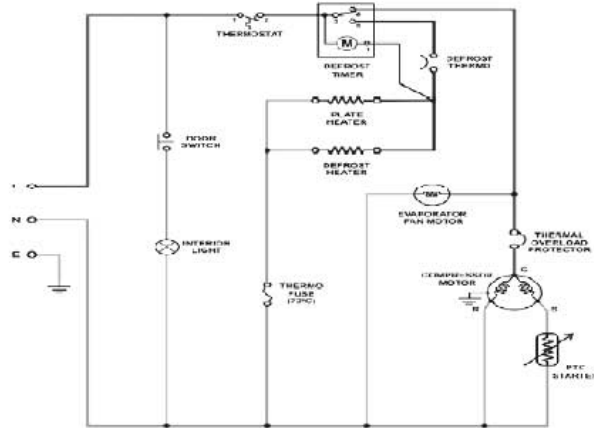 THERMOSTAT
DEFROST
TIMER
DEFROST
THERMO
M
PLATE
HEATER
DOOR
SWITCH
DEFROST
HEATER
N
EVAPORATOR
FAN MOTOR
E
INTERIOR
LIGHT
THERMAL
OVERLOAD
PROTECTOR
COMPRESSOR
MOTOR
C
THERMO
FUSE
R
S
PTC
STARTER